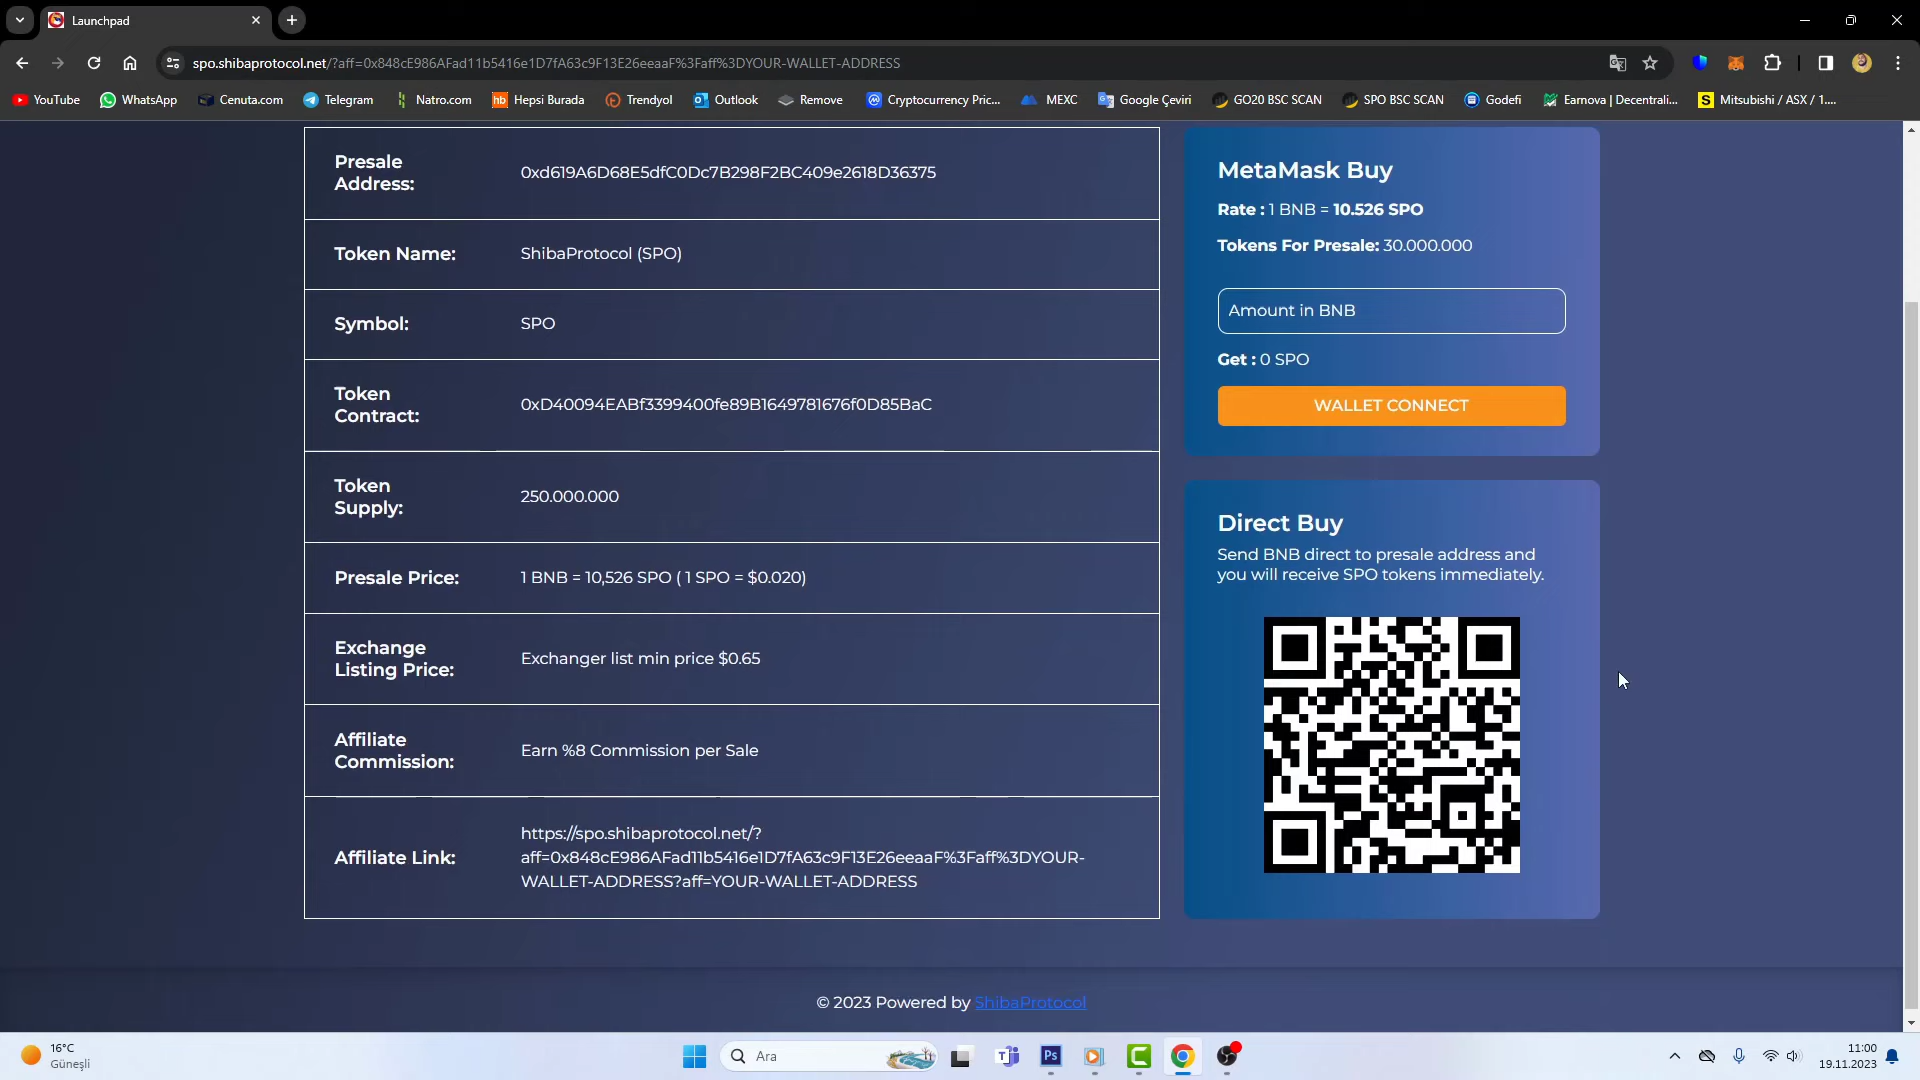 Launchpad
spo.shibaprotocol.net/?aff=0x848cE986AFad11b5416e1D7fA63c9F13E26eeaaF%3Faff%3DYOUR-WALLET-ADDRESS
YouTube WhatsApp Cenuta.com Telegram Natro.com hb Hepsi Burada Trendyol Outlook Remove Cryptocurrency Pric... MEXC Google Çeviri GO20 BSC SCAN SPO BSC SCAN Godefi Earnova | Decentrali... S Mitsubishi / ASX / 1....
Presale
Address:
0xd619A6D68E5dfC0Dc7B298F2BC409e2618D36375
Token Name:
ShibaProtocol (SPO)
Symbol:
SPO
Token
Contract:
0xD40094EABf3399400fe89B1649781676f0D85BaC
Token
Supply:
250.000.000
Presale Price:
1 BNB = 10,526 SPO ( 1 SPO = $0.020)
Exchange
Listing Price:
Exchanger list min price $0.65
Affiliate
Commission:
Earn %8 Commission per Sale
Affiliate Link:
https://spo.shibaprotocol.net/?
aff=0x848cE986AFad11b5416e1D7fA63c9F13E26eeaaF%3Faff%3DYOUR-
WALLET-ADDRESS?aff=YOUR-WALLET-ADDRESS
MetaMask Buy
Rate : 1 BNB = 10.526 SPO
Tokens For Presale: 30.000.000
Amount in BNB
Get : 0 SPO
WALLET CONNECT
Direct Buy
Send BNB direct to presale address and
you will receive SPO tokens immediately.
© 2023 Powered by ShibaProtocol
16°C
Güneşli
Ara
Ps
11:00
19.11.2023